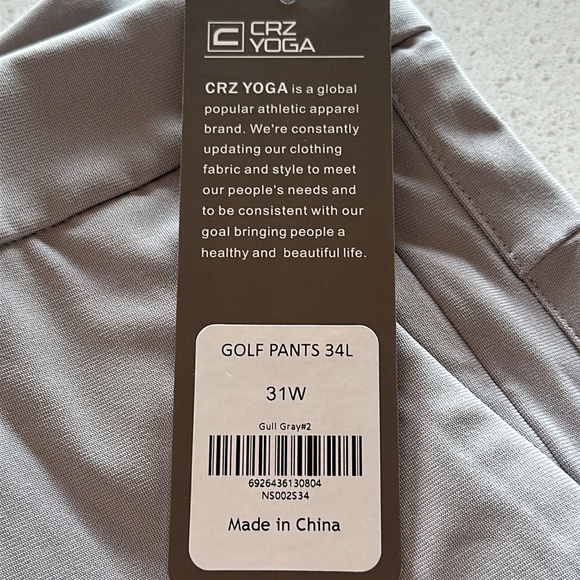 CRZ
YOGA
CRZ YOGA is a global
popular athletic apparel
brand. We're constantly
updating our clothing
fabric and style to meet
our people's needs and
to be consistent with our
goal bringing people a
healthy and beautiful life.
GOLF PANTS 34L
31W
Gull Gray#2
6926436130804
NS002S34
Made in China